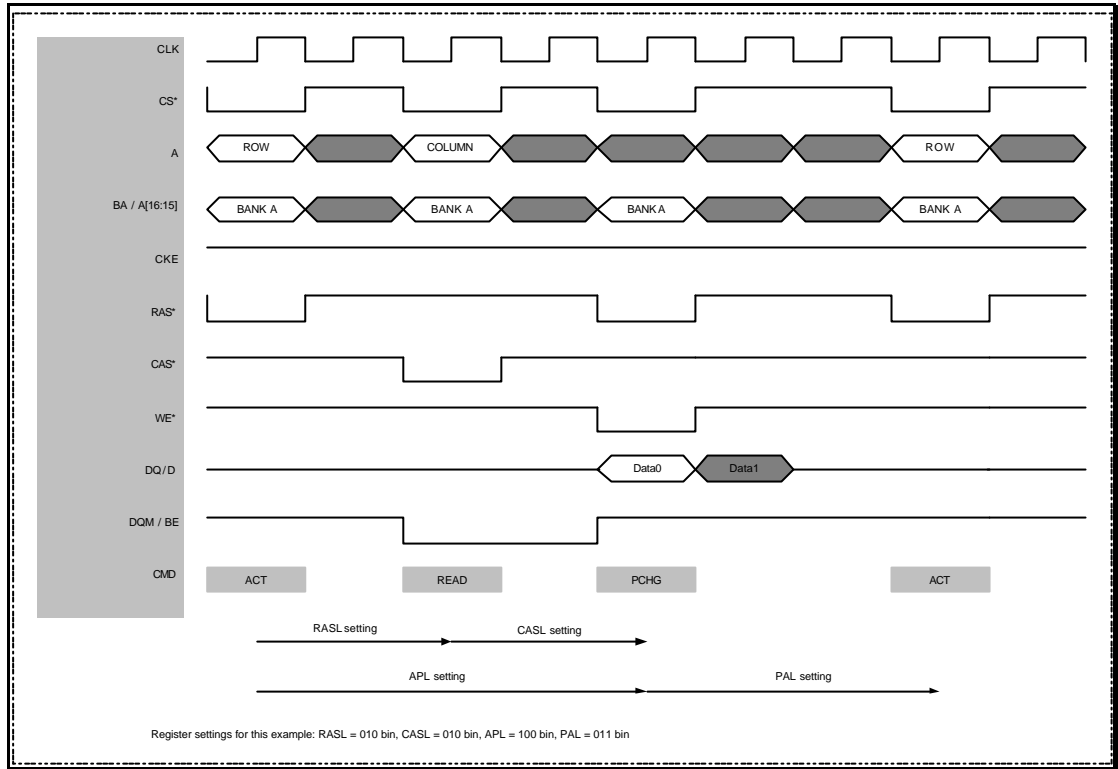 CLK
CS*
A ROW COLUMN ROW
BA / A[16:15] BANK A BANK A BANK A BANK A
CKE
RAS*
CAS*
WE*
DQ/D Data0 Data1
DQM / BE
CMD ACT READ PCHG ACT
RASL setting CASL setting
APL setting PAL setting
Register settings for this example: RASL = 010 bin, CASL = 010 bin, APL = 100 bin, PAL = 011 bin